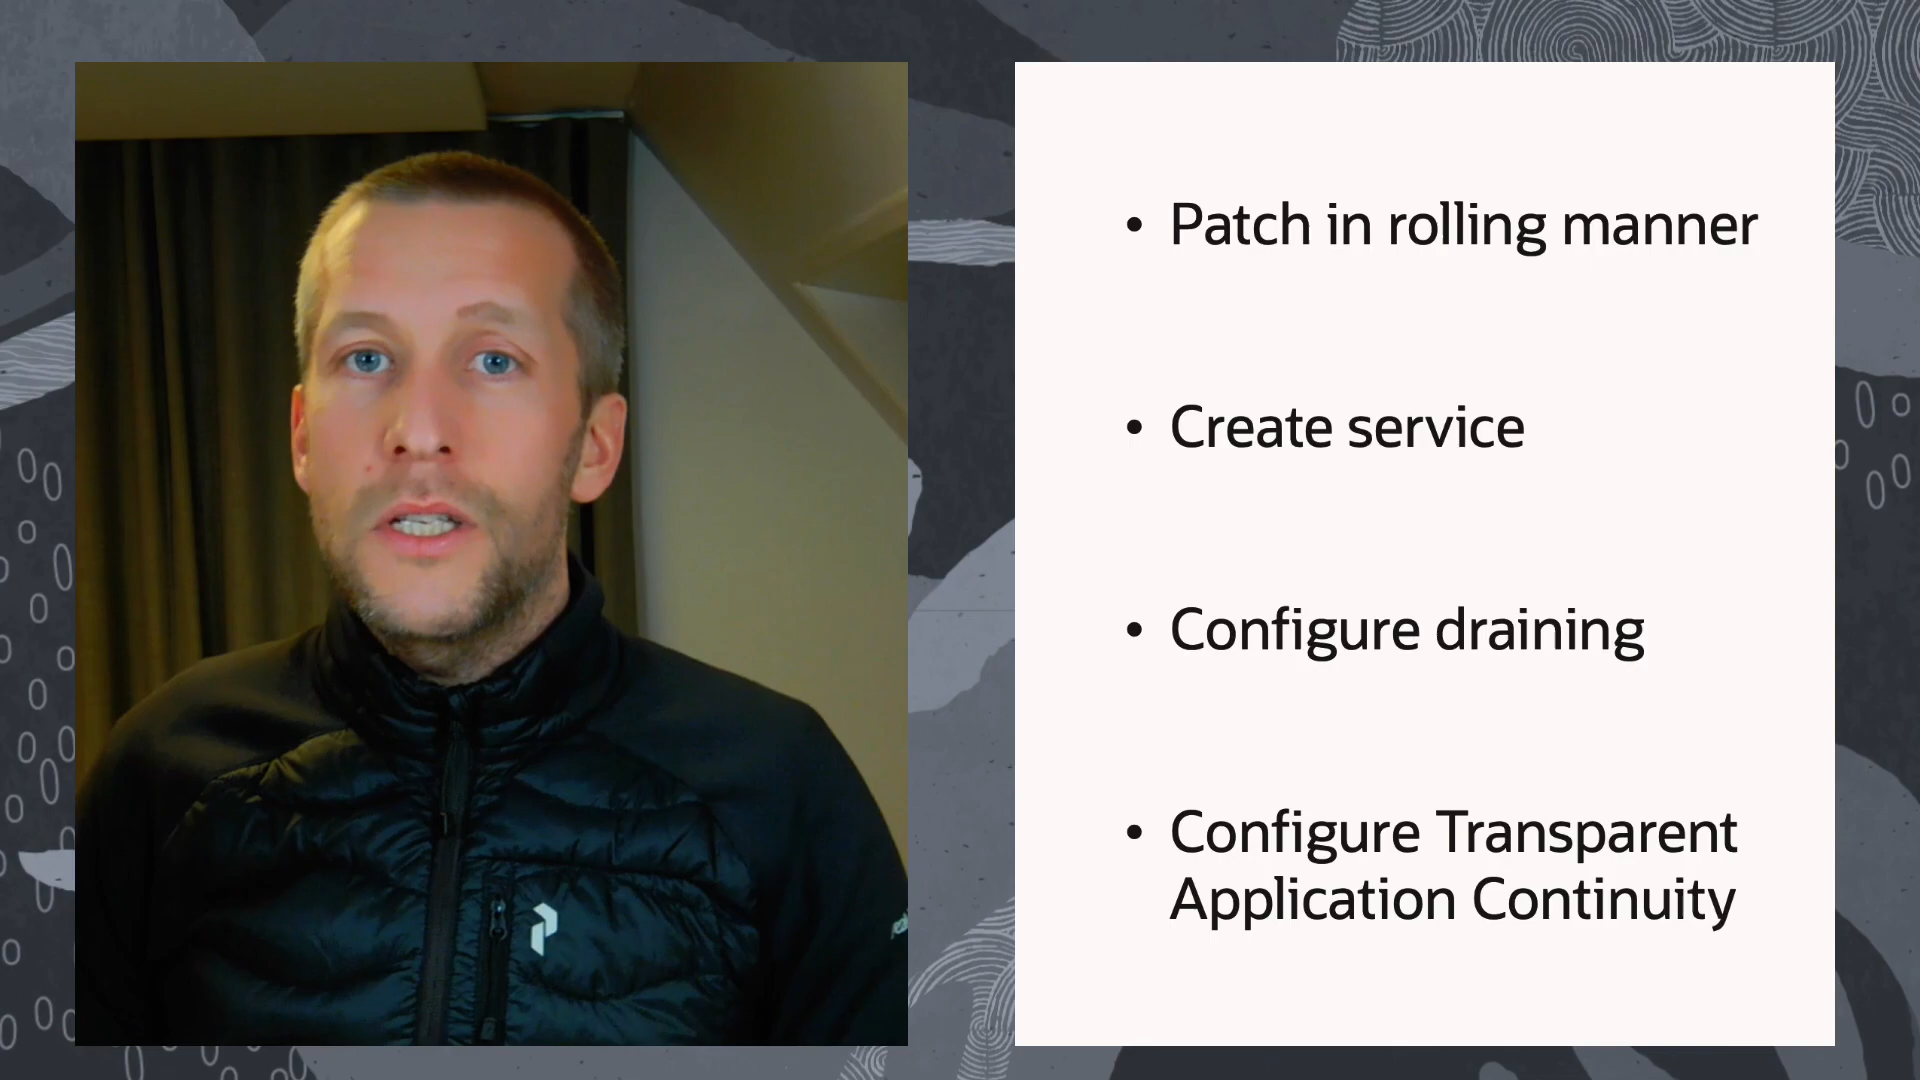 • Patch in rolling manner
• Create service
• Configure draining
• Configure Transparent
Application Continuity